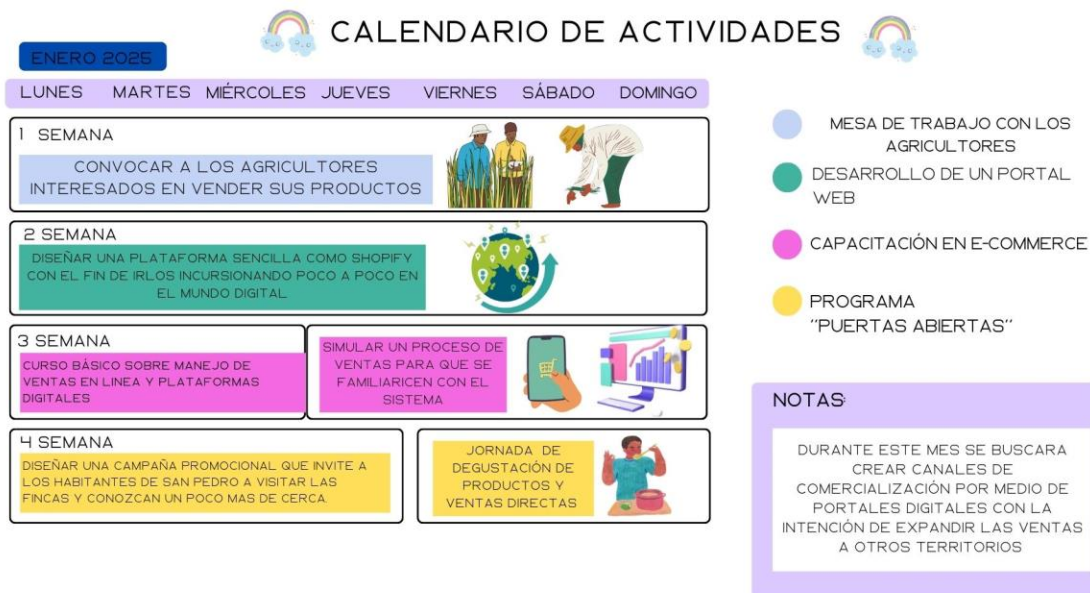 CALENDARIO DE ACTIVIDADES
ENERO 2025
LUNES MARTES MIÉRCOLES JUEVES VIERNES SÁBADO DOMINGO
1 SEMANA
CONVOCAR A LOS AGRICULTORES
INTERESADOS EN VENDER SUS PRODUCTOS
2 SEMANA
DISEÑAR UNA PLATAFORMA SENCILLA COMO SHOPIFY
CON EL FIN DE IRLOS INCURSIONANDO POCO A POCO EN
EL MUNDO DIGITAL
3 SEMANA
CURSO BÁSICO SOBRE MANEJO DE
VENTAS EN LINEA Y PLATAFORMAS
DIGITALES
SIMULAR UN PROCESO DE
VENTAS PARA QUE SE
FAMILIARICEN CON EL
SISTEMA
4 SEMANA
DISEÑAR UNA CAMPAÑA PROMOCIONAL QUE INVITE A
LOS HABITANTES DE SAN PEDRO A VISITAR LAS
FINCAS Y CONOZCAN UN POCO MAS DE CERCA.
JORNADA DE
DEGUSTACIÓN DE
PRODUCTOS Y
VENTAS DIRECTAS
MESA DE TRABAJO CON LOS
AGRICULTORES
DESARROLLO DE UN PORTAL
WEB
CAPACITACIÓN EN E-COMMERCE
PROGRAMA
"PUERTAS ABIERTAS"
NOTAS:
DURANTE ESTE MES SE BUSCARA
CREAR CANALES DE
COMERCIALIZACIÓN POR MEDIO DE
PORTALES DIGITALES CON LA
INTENCIÓN DE EXPANDIR LAS VENTAS
A OTROS TERRITORIOS